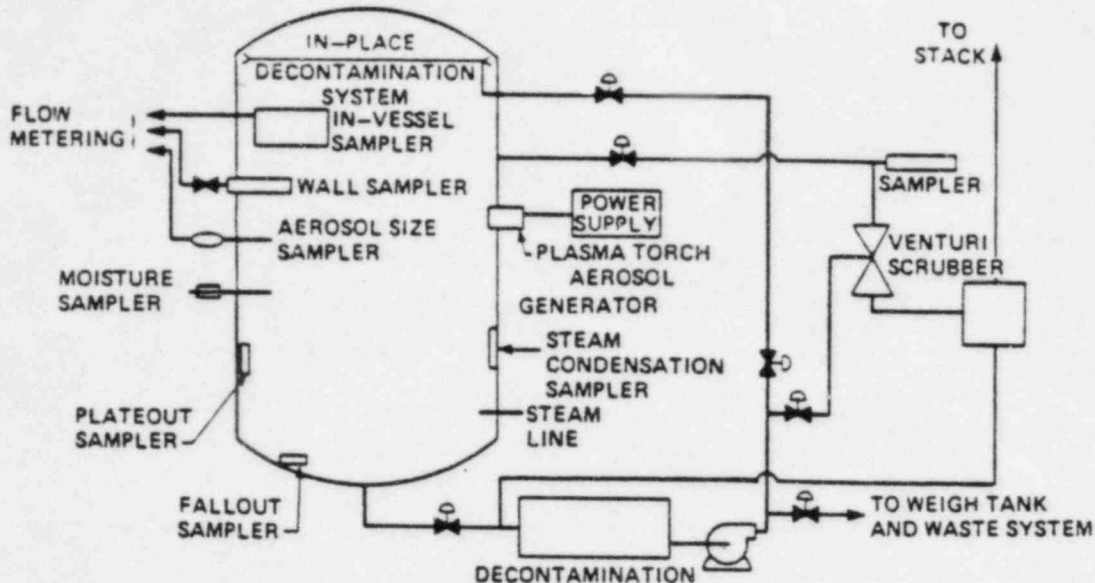 IN-PLACE
DECONTAMINATION
SYSTEM
IN-VESSEL
SAMPLER
FLOW
METERING
WALL SAMPLER
AEROSOL SIZE
SAMPLER
MOISTURE
SAMPLER
PLATEOUT
SAMPLER
FALLOUT
SAMPLER
POWER
SUPPLY
PLASMA TORCH
AEROSOL
GENERATOR
STEAM
CONDENSATION
SAMPLER
STEAM
LINE
TO
STACK
SAMPLER
VENTURI
SCRUBBER
TO WEIGH TANK
AND WASTE SYSTEM
DECONTAMINATION